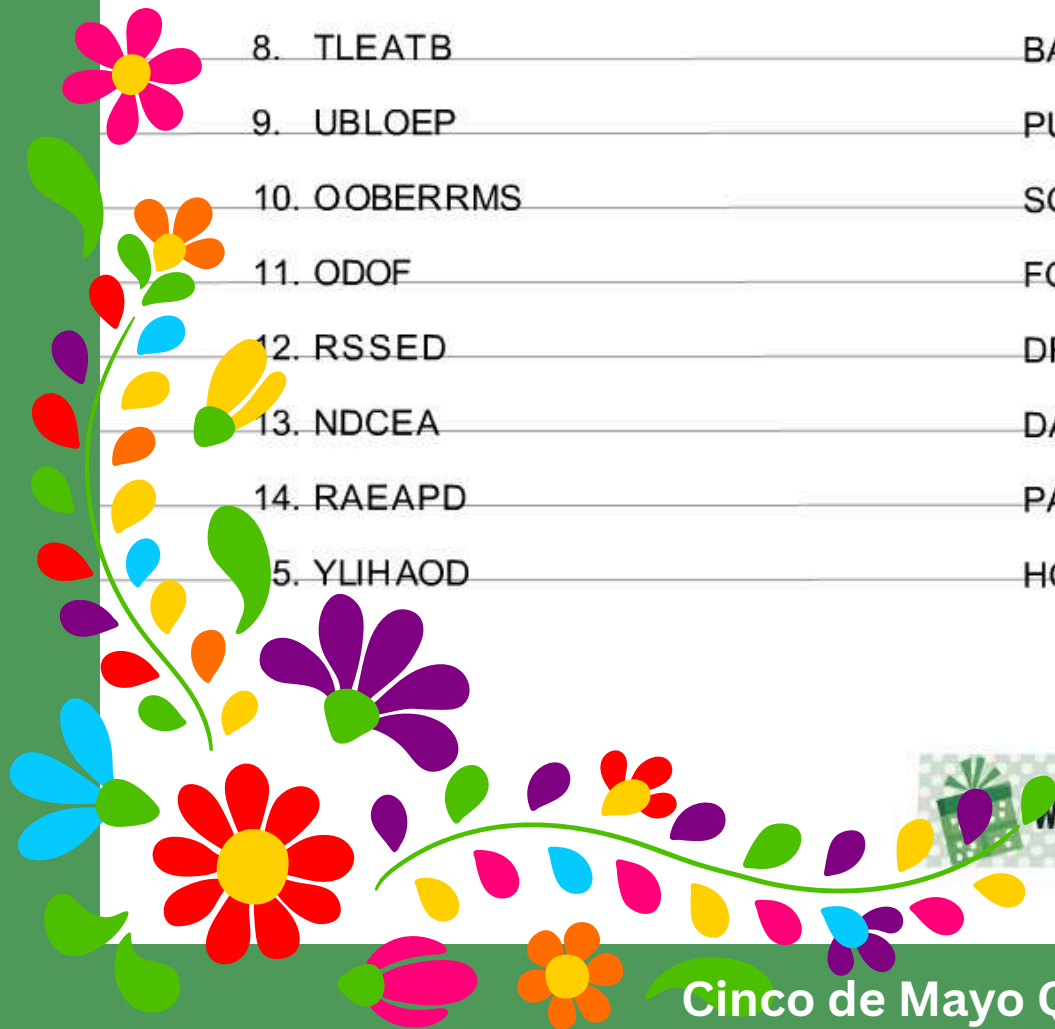 8. TLEATB BA
9. UBLOEP PU
10. OOBERRMS SO
11. ODOF FO
12. RSSED DR
13. NDCEA DA
14. RAEAPD PA
5. YLIHAOD HO
Cinco de Mayo